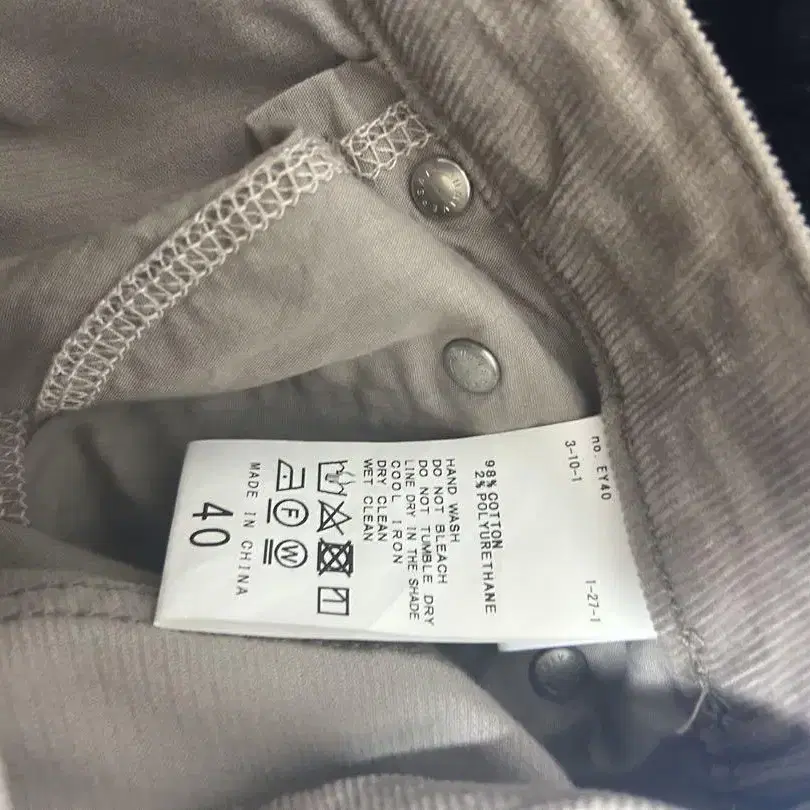 no. EY40
3-10-1
1-27-1
98% COTTON
2% POLYURETHANE
HAND WASH
DO NOT BLEACH
DO NOT TUMBLE DRY
LINE DRY IN THE SHADE
COOL IRON
DRY CLEAN
WET CLEAN
F W
MADE IN CHINA
40